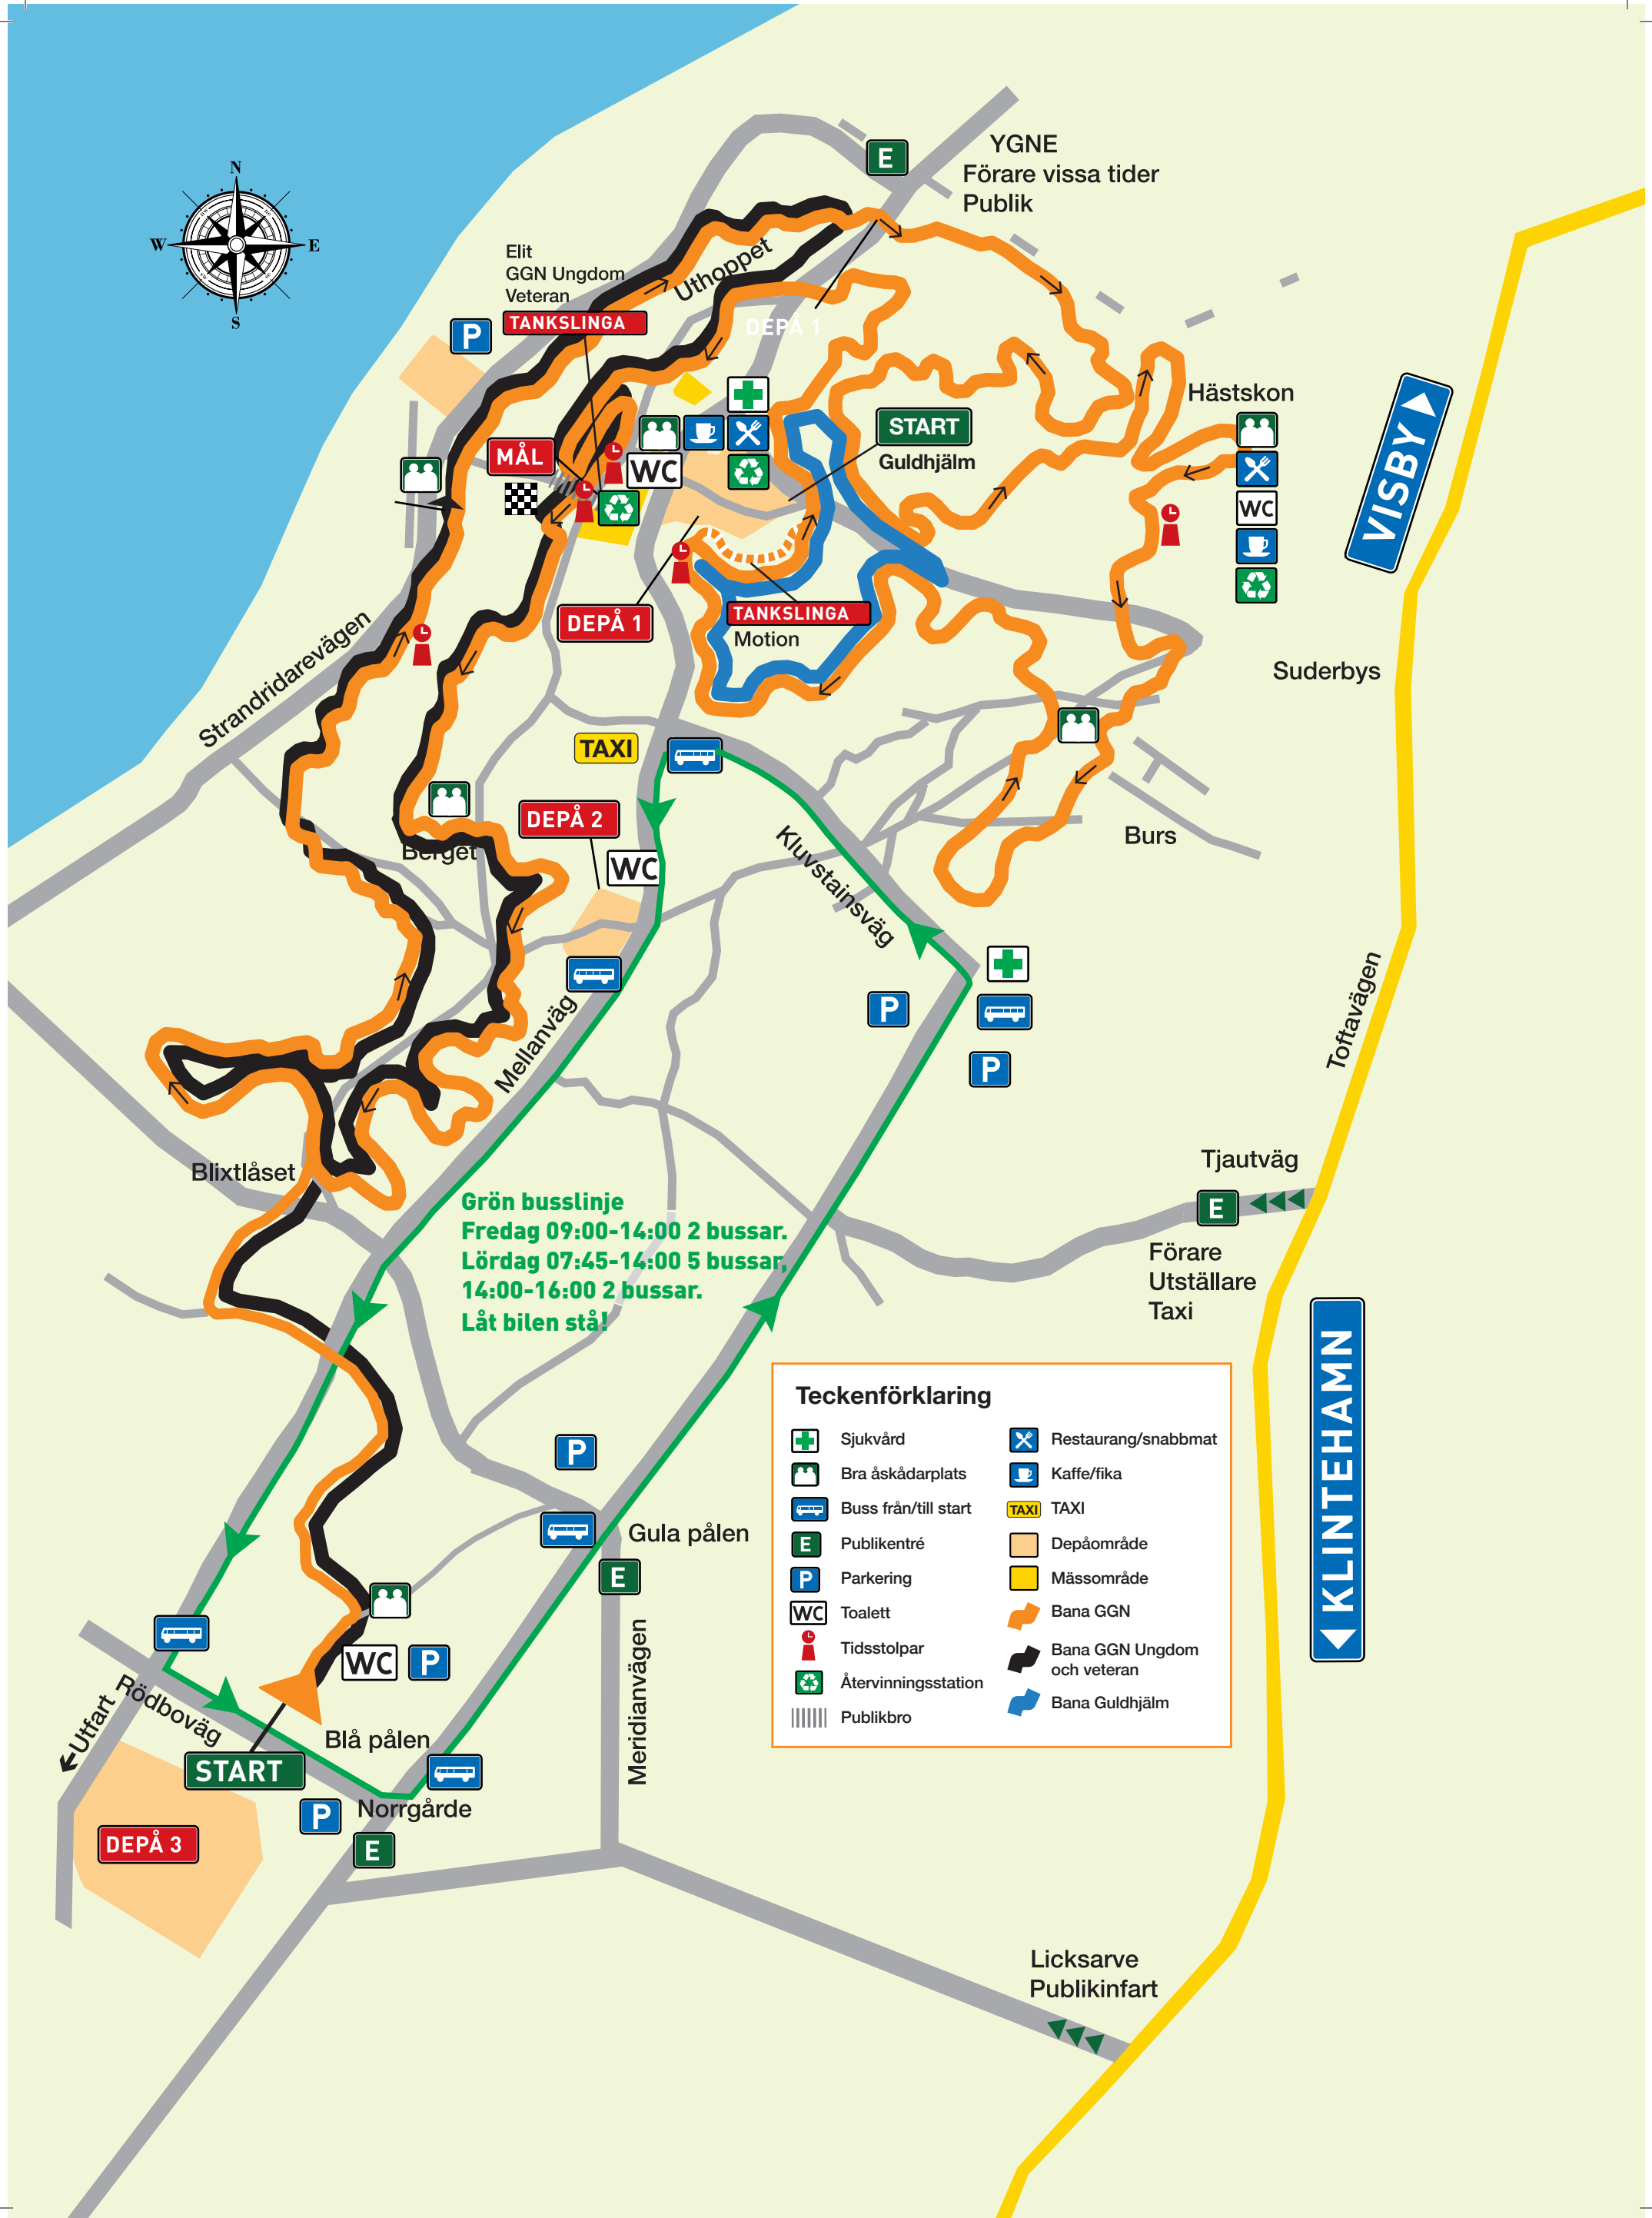 N
W
E
S
E
YGNE
Förare vissa tider
Publik
Elit
GGN Ungdom
Veteran
TANKSLINGA
P
Uthoppet
DEPÅ 1
Hästskon
START
Guldhjälm
MÅL
WC
WC
VISBY
DEPÅ 1
TANKSLINGA
Motion
Strandridarevägen
Suderbys
TAXI
Berget
DEPÅ 2
WC
Kluvstainsväg
Burs
Mellanväg
P
P
Toftavägen
Blixtlåset
Tjautväg
E
Förare
Utställare
Taxi
Grön busslinje
Fredag 09:00-14:00 2 bussar.
Lördag 07:45-14:00 5 bussar,
14:00-16:00 2 bussar.
Låt bilen stå!
KLINTEHAMN
Teckenförklaring
Sjukvård
Bra åskådarplats
Buss från/till start
E Publikentré
P Parkering
WC Toalett
Tidsstolpar
Återvinningsstation
Publikbro
Restaurang/snabbmat
Kaffe/fika
TAXI TAXI
Depåområde
Mässområde
Bana GGN
Bana GGN Ungdom
och veteran
Bana Guldhjälm
P
Gula pålen
E
Meridianvägen
WC
P
Rödboväg
Utfart
Blå pålen
START
Norrgårde
P
E
DEPÅ 3
Licksarve
Publikinfart